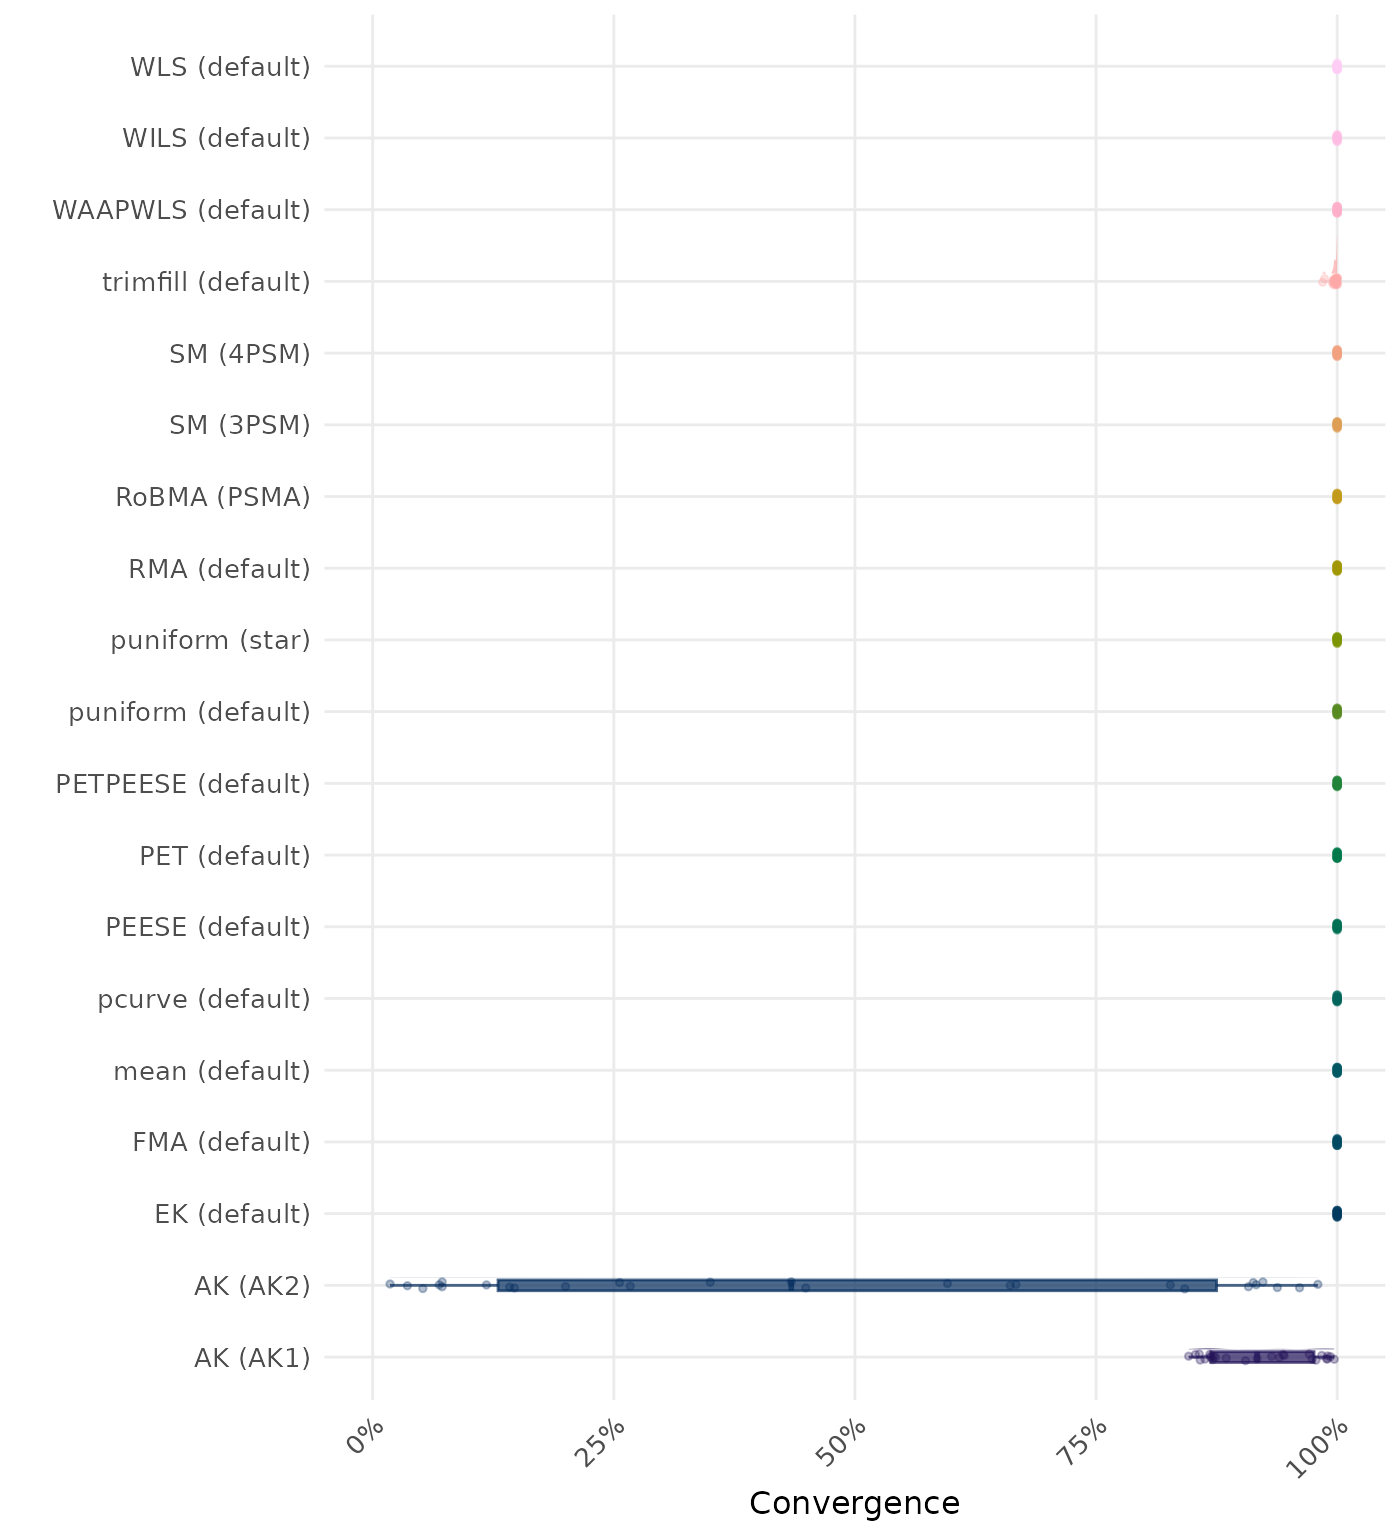 WLS (default)
WILS (default)
WAAPWLS (default)
trimfill (default)
SM (4PSM)
SM (3PSM)
RoBMA (PSMA)
RMA (default)
puniform (star)
puniform (default)
PETPEESE (default)
PET (default)
PEESE (default)
pcurve (default)
mean (default)
FMA (default)
EK (default)
AK (AK2)
AK (AK1)
0%
25%
50%
75%
100%
Convergence